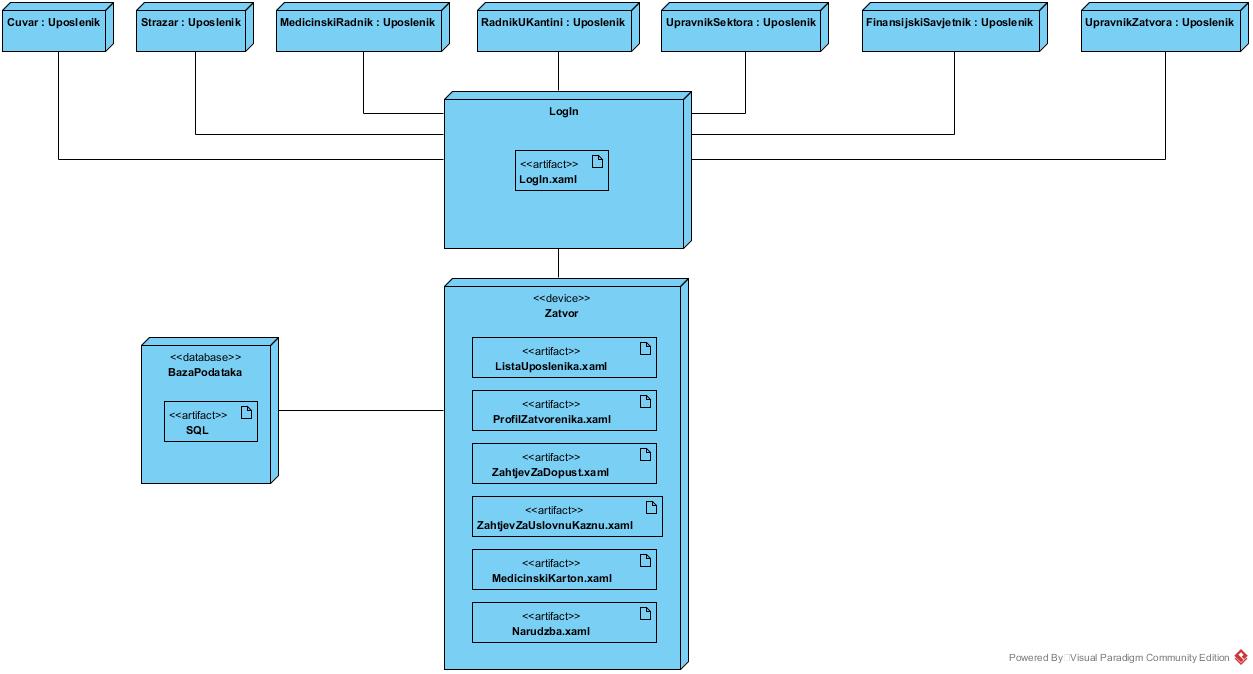 Cuvar : Uposlenik
Strazar : Uposlenik
MedicinskiRadnik : Uposlenik
RadnikUKantini : Uposlenik
UpravnikSektora : Uposlenik
FinansijskiSavjetnik : Uposlenik
UpravnikZatvora : Uposlenik
LogIn
<<artifact>>
LogIn.xaml
<<device>>
Zatvor
<<artifact>>
ListaUposlenika.xaml
<<artifact>>
ProfilZatvorenika.xaml
<<artifact>>
ZahtjevZaDopust.xaml
<<artifact>>
ZahtjevZaUslovnuKaznu.xaml
<<artifact>>
MedicinskiKarton.xaml
<<artifact>>
Narudzba.xaml
<<database>>
BazaPodataka
<<artifact>>
SQL
Powered By Visual Paradigm Community Edition